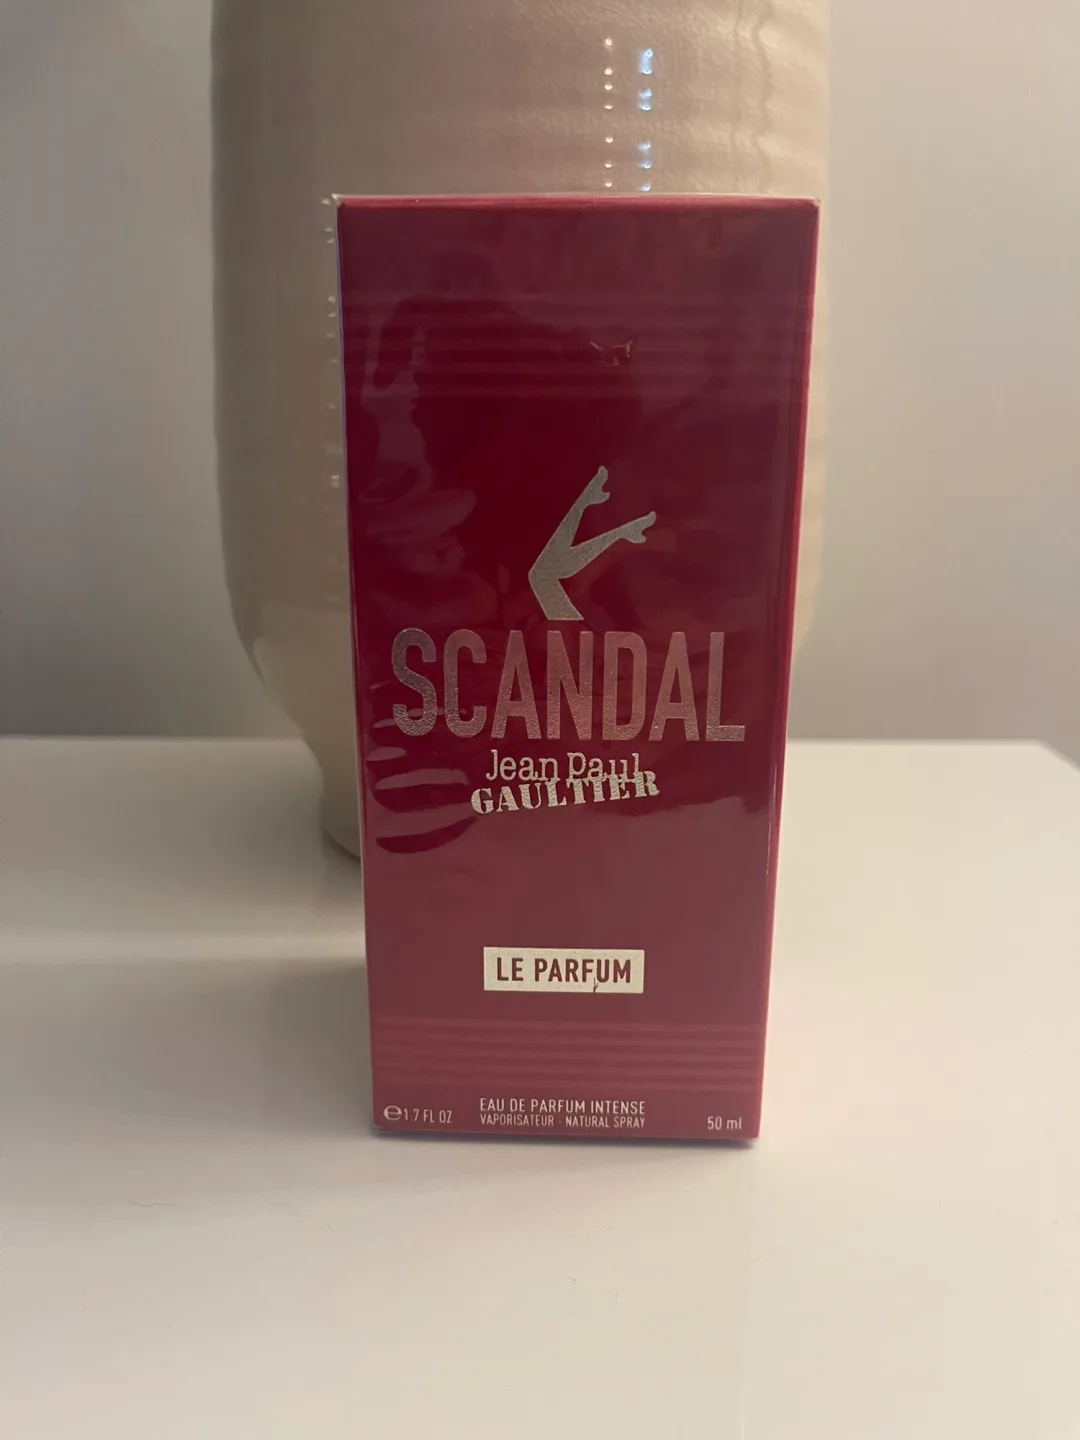 SCANDAL
Jean Paul
GAULTIER
LE PARFUM
EAU DE PARFUM INTENSE
℮1.7 FL OZ VAPORISATEUR - NATURAL SPRAY 50 ml